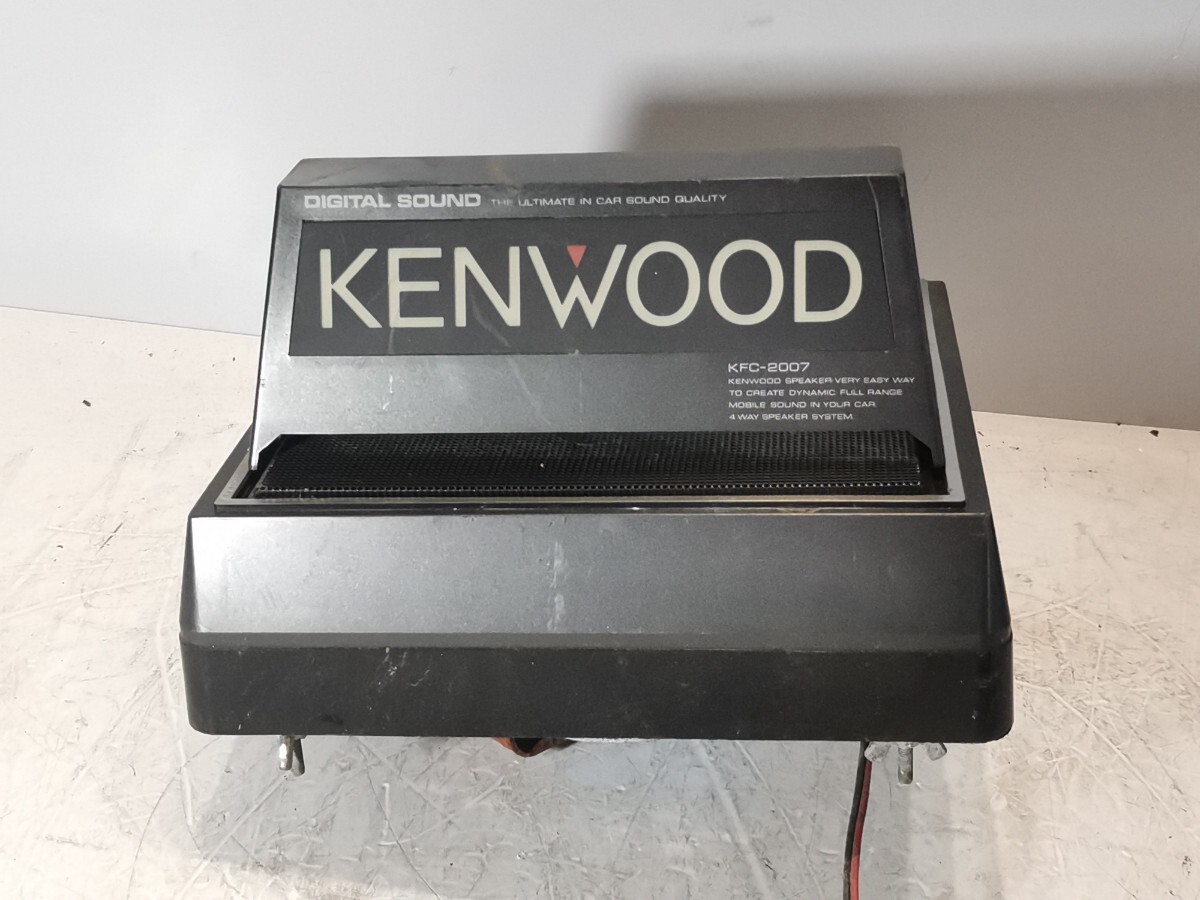 DIGITAL SOUND THE ULTIMATE IN CAR SOUND QUALITY
KENWOOD
KFC-2007
KENWOOD SPEAKER-VERY EASY WAY
TO CREATE DYNAMIC FULL RANGE
MOBILE SOUND IN YOUR CAR
4 WAY SPEAKER SYSTEM